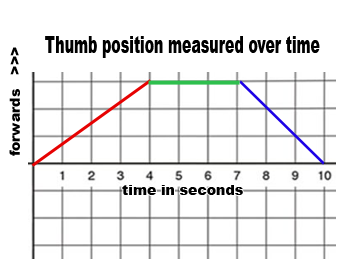 Thumb position measured over time
forwards >>>
1 2 3 4 5 6 7 8 9 10
time in seconds